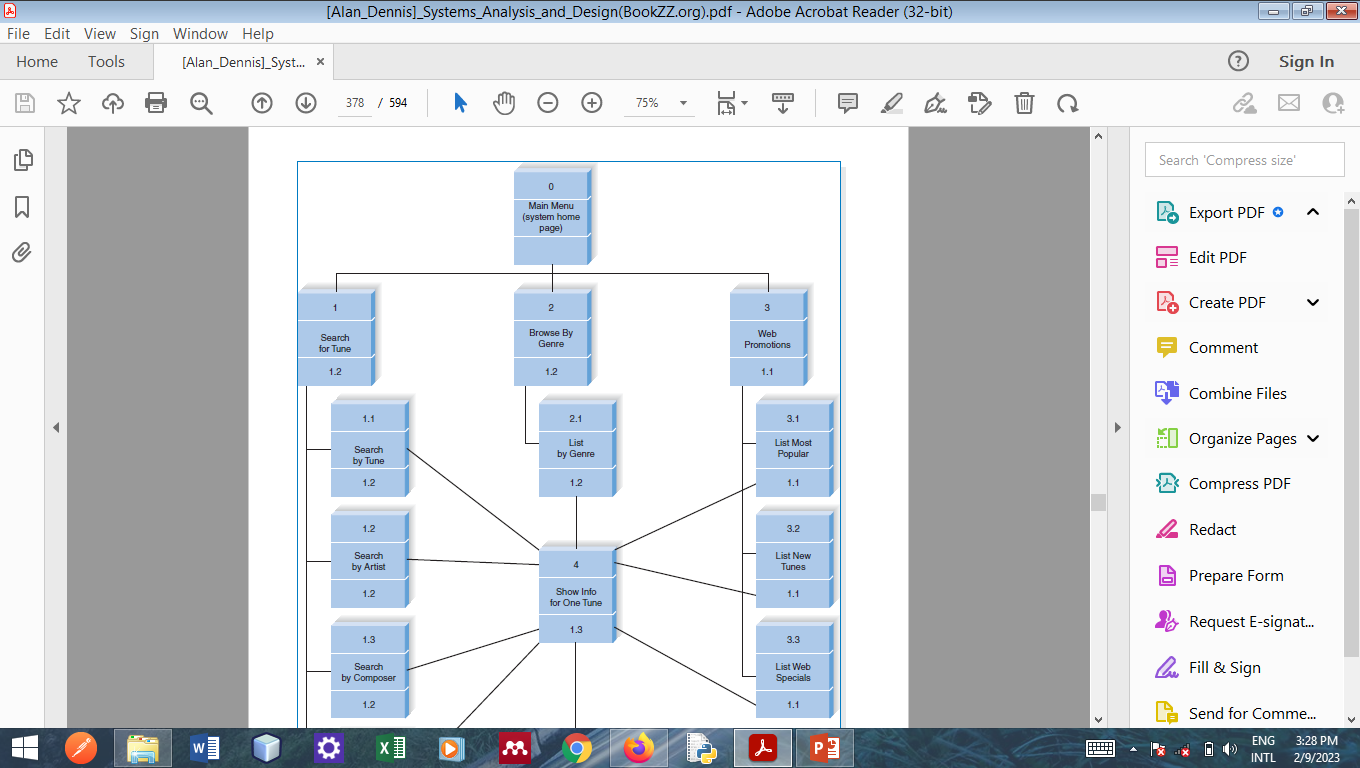 [Alan_Dennis]_Systems_Analysis_and_Design(BookZZ.org).pdf - Adobe Acrobat Reader (32-bit)
File Edit View Sign Window Help
Home Tools [Alan_Dennis]_Syst... × Sign In
378 / 594 75%
0
Main Menu
(system home
page)
1
Search
for Tune
1.2
2
Browse By
Genre
1.2
3
Web
Promotions
1.1
1.1
Search
by Tune
1.2
2.1
List
by Genre
1.2
3.1
List Most
Popular
1.1
1.2
Search
by Artist
1.2
4
Show Info
for One Tune
1.3
3.2
List New
Tunes
1.1
1.3
Search
by Composer
1.2
3.3
List Web
Specials
1.1
Search 'Compress size'
Export PDF
Edit PDF
Create PDF
Comment
Combine Files
Organize Pages
Compress PDF
Redact
Prepare Form
Request E-signat...
Fill & Sign
Send for Comme...
ENG
INTL
3:28 PM
2/9/2023